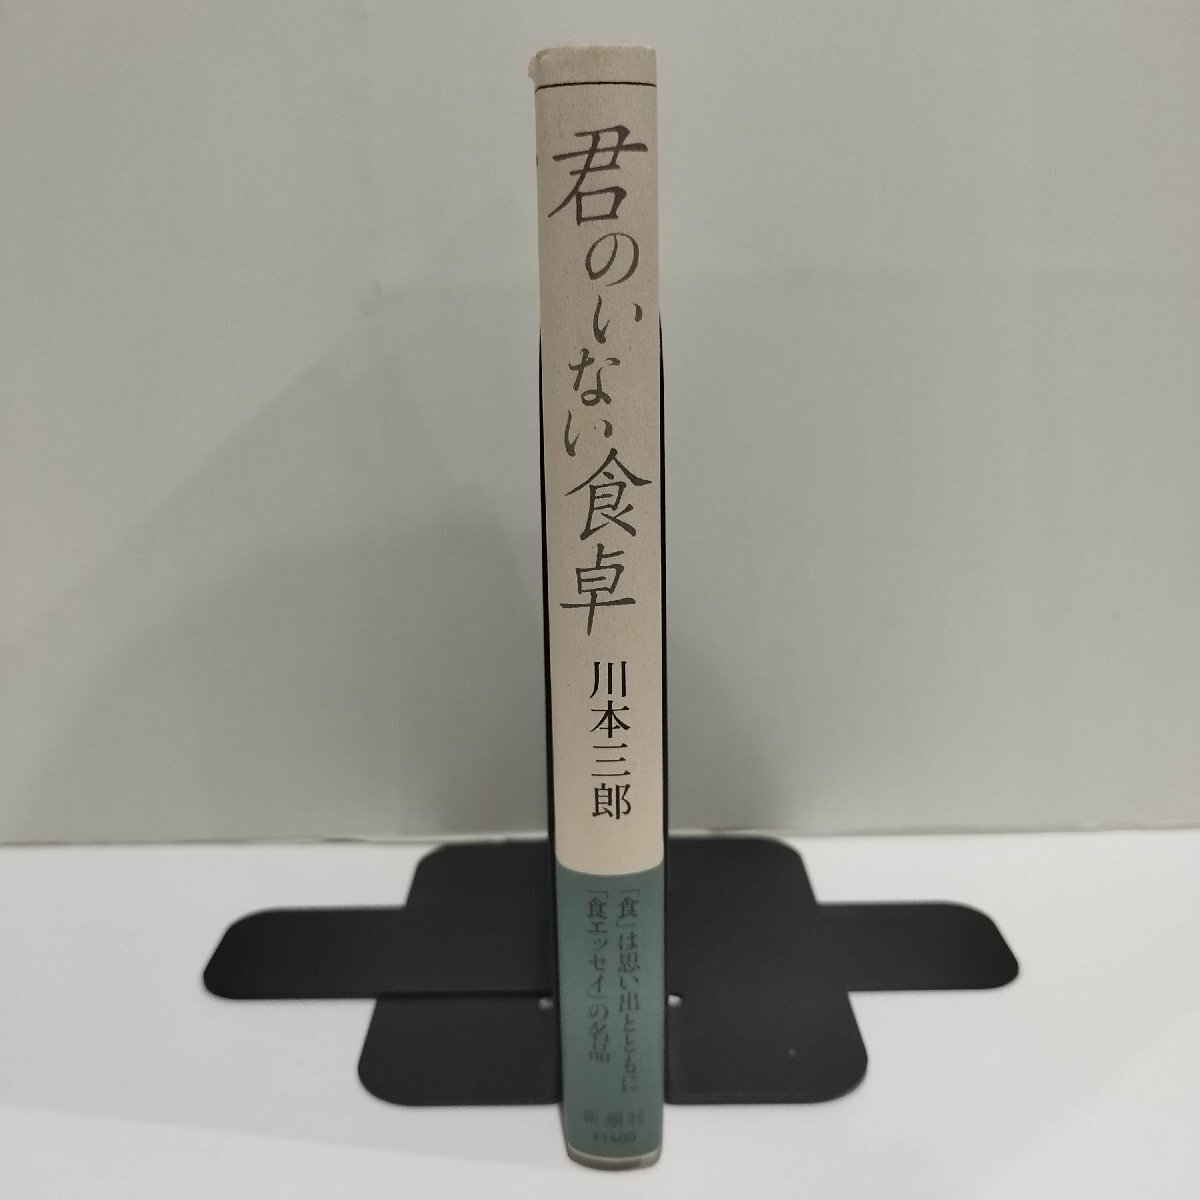 君のいない食卓
川本三郎
「食」は思い出とともに
「食エッセイ」の名品
新潮社
¥1400